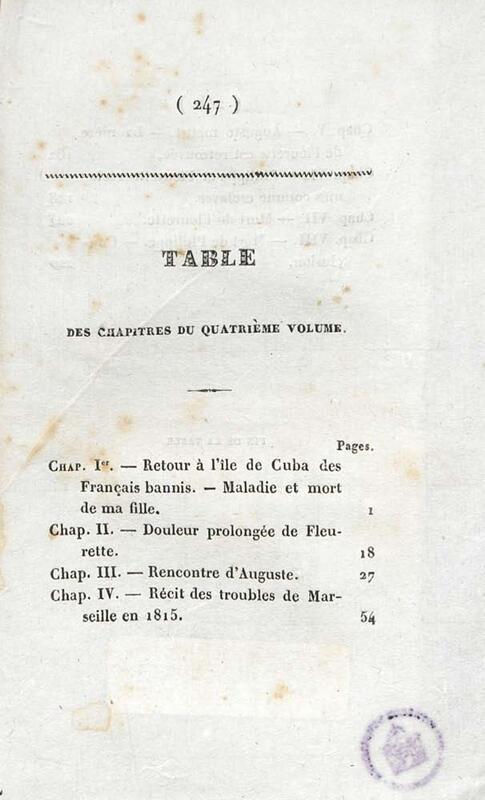 ( 247 )
TABLE
DES CHAPITRES DU QUATRIÈME VOLUME.
Pages.
CHAP. Ier. — Retour à l'île de Cuba des
Français bannis. — Maladie et mort
de ma fille. 1
Chap. II. — Douleur prolongée de Fleu-
rette. 18
Chap. III. — Rencontre d'Auguste. 27
Chap. IV. — Récit des troubles de Mar-
seille en 1815. 54